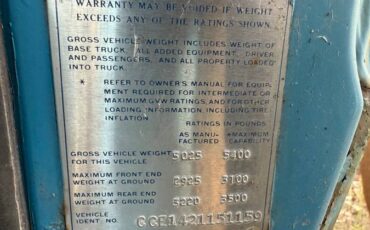 WARRANTY MAY BE VOIDED IF WEIGHT
EXCEEDS ANY OF THE RATINGS SHOWN.
GROSS VEHICLE WEIGHT INCLUDES WEIGHT OF
BASE TRUCK, ALL ADDED EQUIPMENT, DRIVER
AND PASSENGERS, AND ALL PROPERTY LOADED
INTO TRUCK.
* REFER TO OWNER'S MANUAL FOR EQUIP-
MENT REQUIRED FOR INTERMEDIATE OR
MAXIMUM GVW RATINGS, AND FOR OTHER
LOADING INFORMATION, INCLUDING TIRE
INFLATION.
RATINGS IN POUNDS
AS MANU- *MAXIMUM
FACTURED CAPABILITY
GROSS VEHICLE WEIGHT 5025 5400
FOR THIS VEHICLE
MAXIMUM FRONT END 2925 3700
WEIGHT AT GROUND
MAXIMUM REAR END 3220 3500
WEIGHT AT GROUND
VEHICLE
IDENT NO.